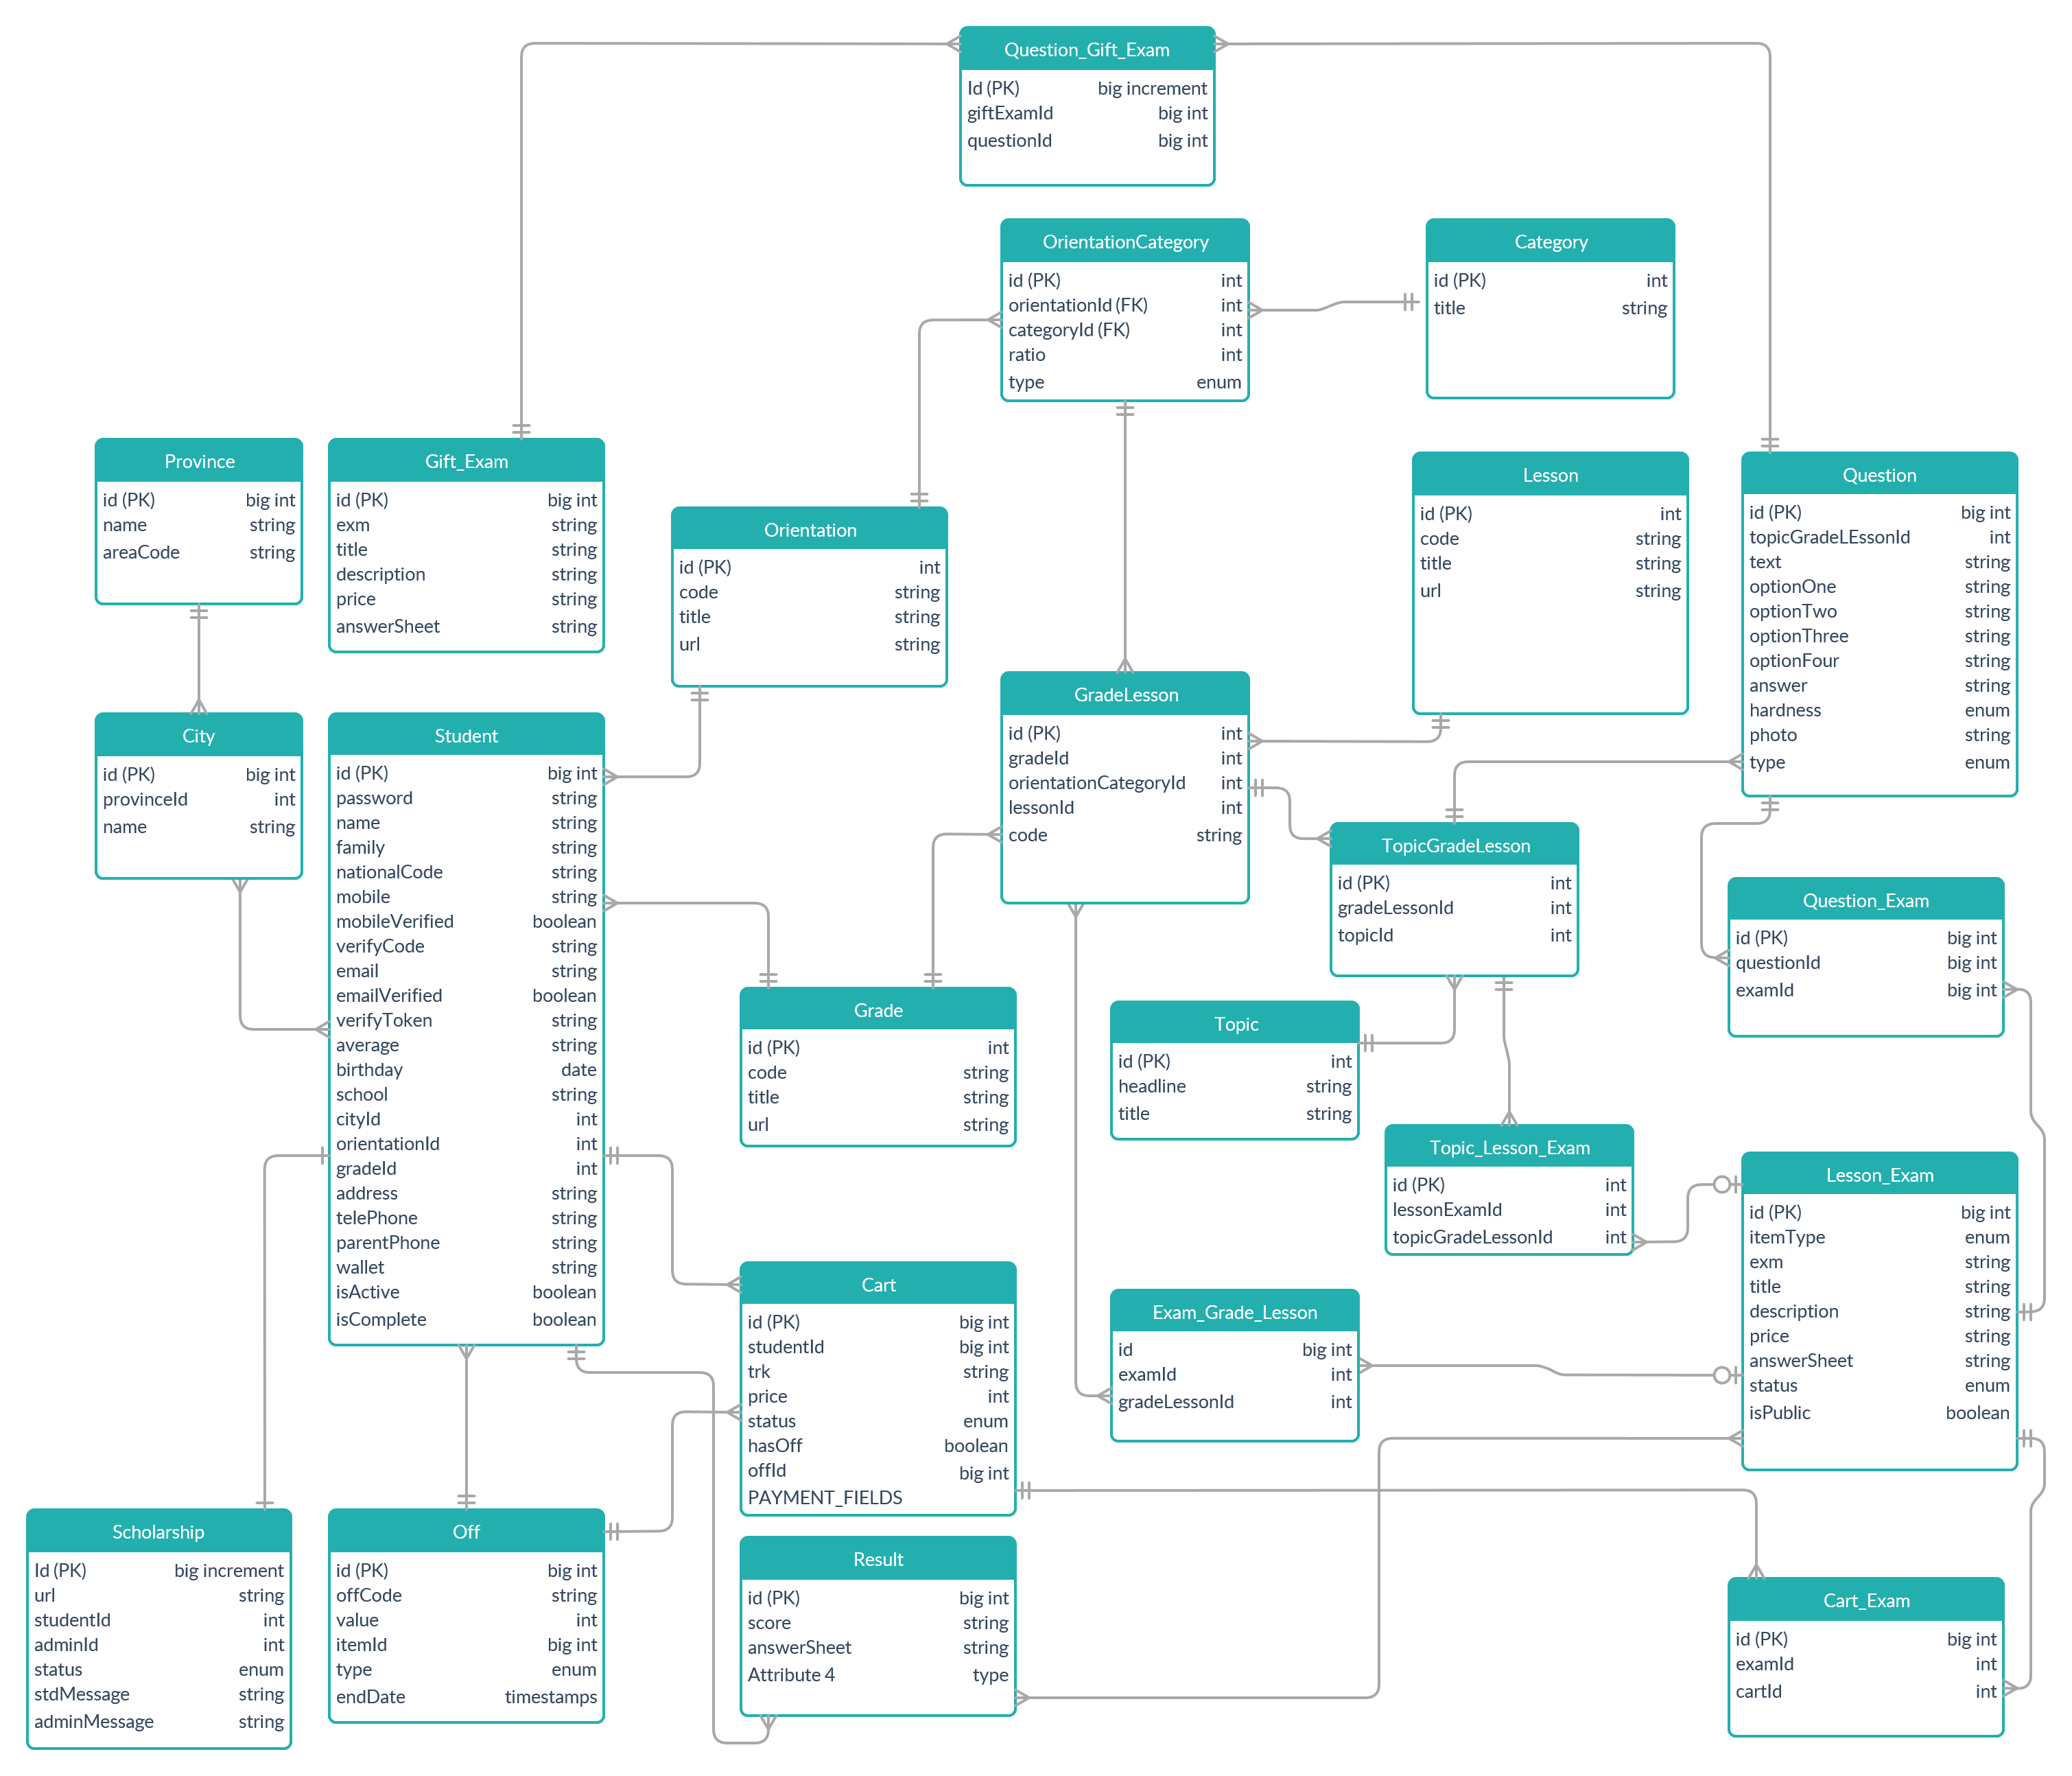 Question_Gift_Exam
Id (PK) big increment
giftExamId big int
questionId big int
OrientationCategory
id (PK) int
orientationId (FK) int
categoryId (FK) int
ratio int
type enum
Category
id (PK) int
title string
Province
id (PK) big int
name string
areaCode string
Gift_Exam
id (PK) big int
exm string
title string
description string
price string
answerSheet string
Orientation
id (PK) int
code string
title string
url string
Lesson
id (PK) int
code string
title string
url string
Question
id (PK) big int
topicGradeLEssonId int
text string
optionOne string
optionTwo string
optionThree string
optionFour string
answer string
hardness enum
photo string
type enum
City
id (PK) big int
provinceId int
name string
Student
id (PK) big int
password string
name string
family string
nationalCode string
mobile string
mobileVerified boolean
verifyCode string
email string
emailVerified boolean
verifyToken string
average string
birthday date
school string
cityId int
orientationId int
gradeId int
address string
telePhone string
parentPhone string
wallet string
isActive boolean
isComplete boolean
GradeLesson
id (PK) int
gradeId int
orientationCategoryId int
lessonId int
code string
TopicGradeLesson
id (PK) int
gradeLessonId int
topicId int
Question_Exam
id (PK) big int
questionId big int
examId big int
Grade
id (PK) int
code string
title string
url string
Topic
id (PK) int
headline string
title string
Topic_Lesson_Exam
id (PK) int
lessonExamId int
topicGradeLessonId int
Lesson_Exam
id (PK) big int
itemType enum
exm string
title string
description string
price string
answerSheet string
status enum
isPublic boolean
Cart
id (PK) big int
studentId big int
trk string
price int
status enum
hasOff boolean
offId big int
PAYMENT_FIELDS
Exam_Grade_Lesson
id big int
examId int
gradeLessonId int
Scholarship
Id (PK) big increment
url string
studentId int
adminId int
status enum
stdMessage string
adminMessage string
Off
id (PK) big int
offCode string
value int
itemId big int
type enum
endDate timestamps
Result
id (PK) big int
score string
answerSheet string
Attribute 4 type
Cart_Exam
id (PK) big int
examId int
cartId int